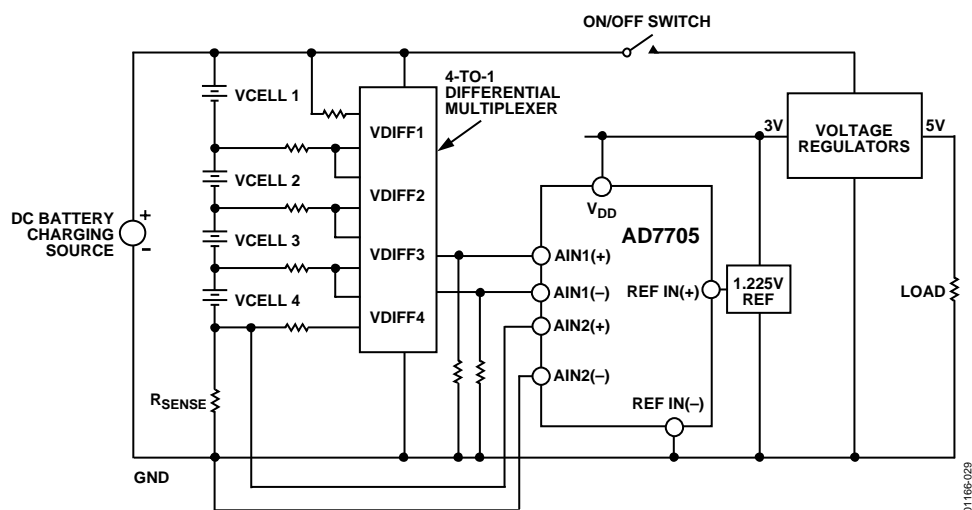 ON/OFF SWITCH
4-TO-1
DIFFERENTIAL
MULTIPLEXER
VCELL 1
VDIFF1
3V
VOLTAGE
REGULATORS
5V
VCELL 2
VDIFF2
VDD
AD7705
DC BATTERY
CHARGING
SOURCE
+
–
VCELL 3
VDIFF3
AIN1(+)
AIN1(–)
REF IN(+)
1.225V
REF
LOAD
VCELL 4
VDIFF4
AIN2(+)
AIN2(–)
RSENSE
REF IN(–)
GND
01166-029